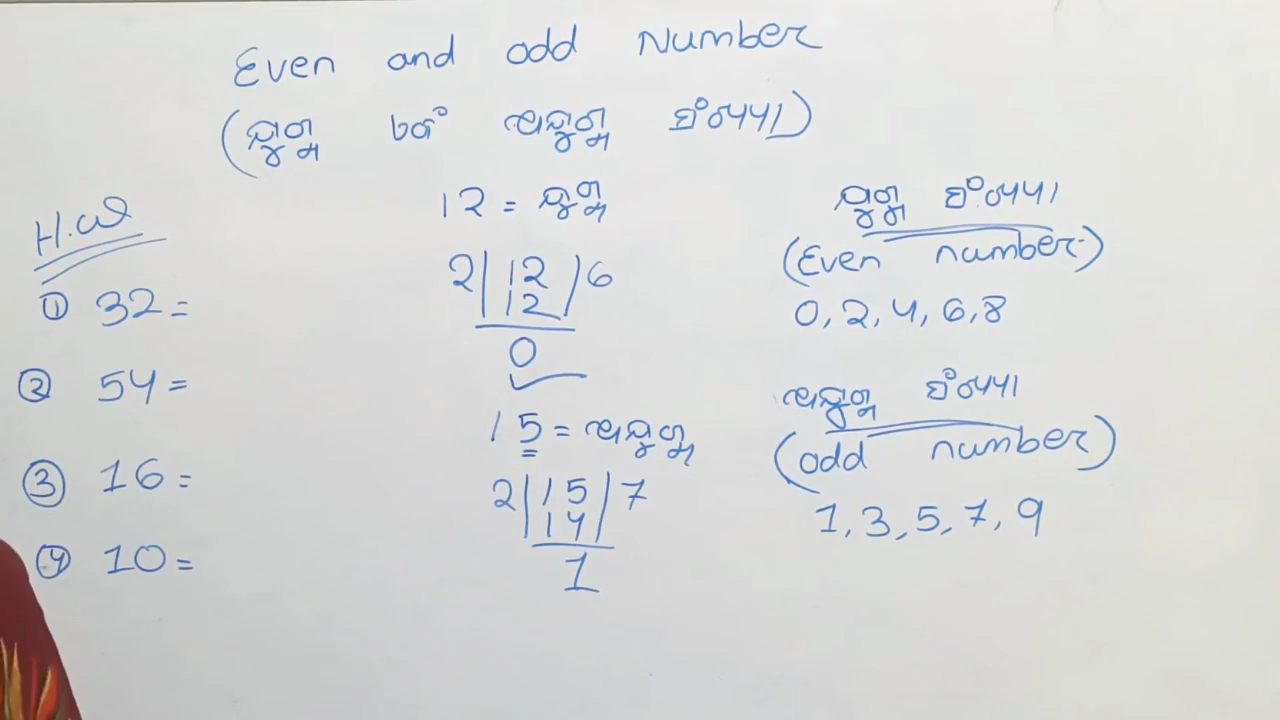 Even and odd Number
(ଯୁଗ୍ମ ଏବଂ ଅଯୁଗ୍ମ ସଂଖ୍ୟା)
H.W
① 32=
② 54=
③ 16=
④ 10=
12 = ଯୁଗ୍ମ
2|12/6
12
0
15 = ଅଯୁଗ୍ମ
2|15|7
14
1
ଯୁଗ୍ମ ସଂଖ୍ୟା
(Even number)
0, 2, 4, 6, 8
ଅଯୁଗ୍ମ ସଂଖ୍ୟା
(odd number)
1, 3, 5, 7, 9